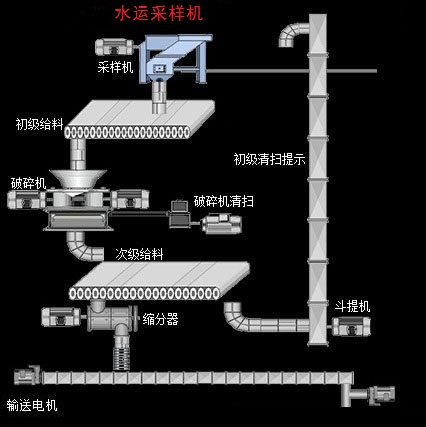 水运采样机
采样机
初级给料
初级清扫提示
破碎机
破碎机清扫
次级给料
缩分器
斗提机
输送电机